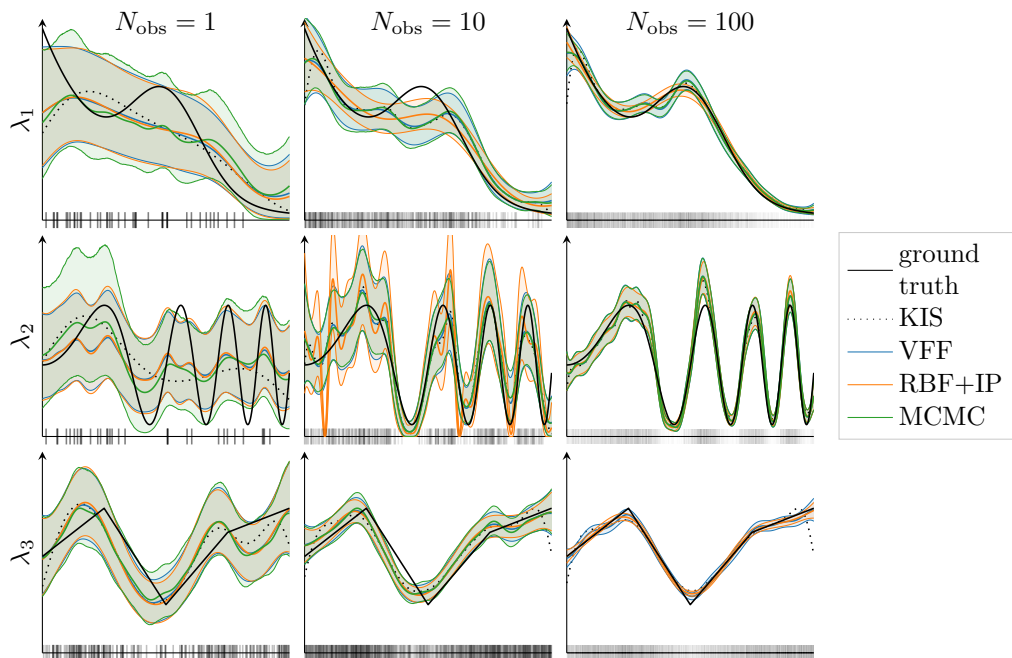 N_obs = 1
N_obs = 10
N_obs = 100
λ_1
λ_2
λ_3
ground
truth
KIS
VFF
RBF+IP
MCMC